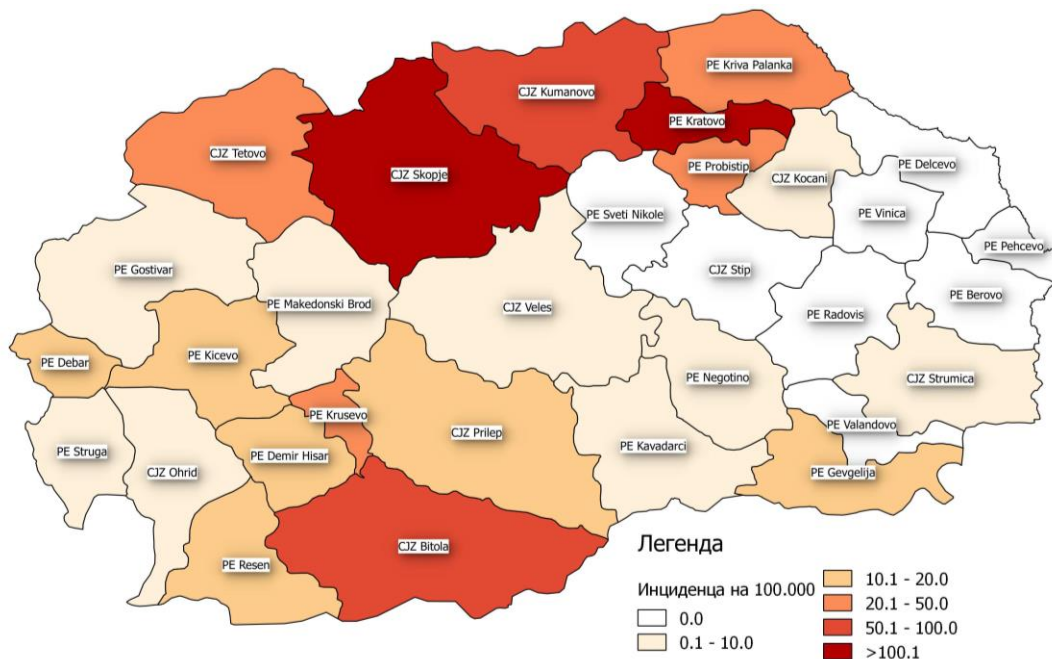 PE Kriva Palanka
CJZ Kumanovo
PE Kratovo
CJZ Tetovo
CJZ Skopje
PE Probistip
CJZ Kocani
PE Delcevo
PE Vinica
PE Sveti Nikole
PE Pehcevo
PE Gostivar
CJZ Stip
PE Makedonski Brod
CJZ Veles
PE Berovo
PE Radovis
PE Debar
PE Kicevo
PE Negotino
CJZ Strumica
PE Krusevo
PE Valandovo
CJZ Prilep
PE Struga
PE Demir Hisar
PE Kavadarci
CJZ Ohrid
PE Gevgelija
CJZ Bitola
PE Resen
Легенда
Инциденца на 100.000
0.0
0.1 - 10.0
10.1 - 20.0
20.1 - 50.0
50.1 - 100.0
>100.1